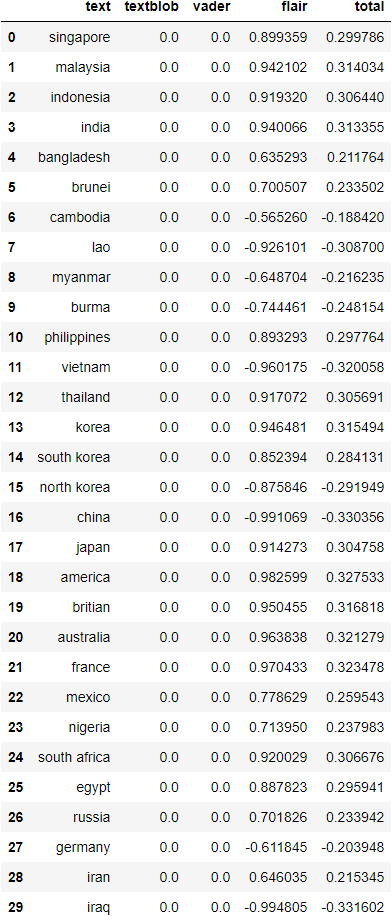 text textblob vader flair total
0 singapore 0.0 0.0 0.899359 0.299786
1 malaysia 0.0 0.0 0.942102 0.314034
2 indonesia 0.0 0.0 0.919320 0.306440
3 india 0.0 0.0 0.940066 0.313355
4 bangladesh 0.0 0.0 0.635293 0.211764
5 brunei 0.0 0.0 0.700507 0.233502
6 cambodia 0.0 0.0 -0.565260 -0.188420
7 lao 0.0 0.0 -0.926101 -0.308700
8 myanmar 0.0 0.0 -0.648704 -0.216235
9 burma 0.0 0.0 -0.744461 -0.248154
10 philippines 0.0 0.0 0.893293 0.297764
11 vietnam 0.0 0.0 -0.960175 -0.320058
12 thailand 0.0 0.0 0.917072 0.305691
13 korea 0.0 0.0 0.946481 0.315494
14 south korea 0.0 0.0 0.852394 0.284131
15 north korea 0.0 0.0 -0.875846 -0.291949
16 china 0.0 0.0 -0.991069 -0.330356
17 japan 0.0 0.0 0.914273 0.304758
18 america 0.0 0.0 0.982599 0.327533
19 britian 0.0 0.0 0.950455 0.316818
20 australia 0.0 0.0 0.963838 0.321279
21 france 0.0 0.0 0.970433 0.323478
22 mexico 0.0 0.0 0.778629 0.259543
23 nigeria 0.0 0.0 0.713950 0.237983
24 south africa 0.0 0.0 0.920029 0.306676
25 egypt 0.0 0.0 0.887823 0.295941
26 russia 0.0 0.0 0.701826 0.233942
27 germany 0.0 0.0 -0.611845 -0.203948
28 iran 0.0 0.0 0.646035 0.215345
29 iraq 0.0 0.0 -0.994805 -0.331602